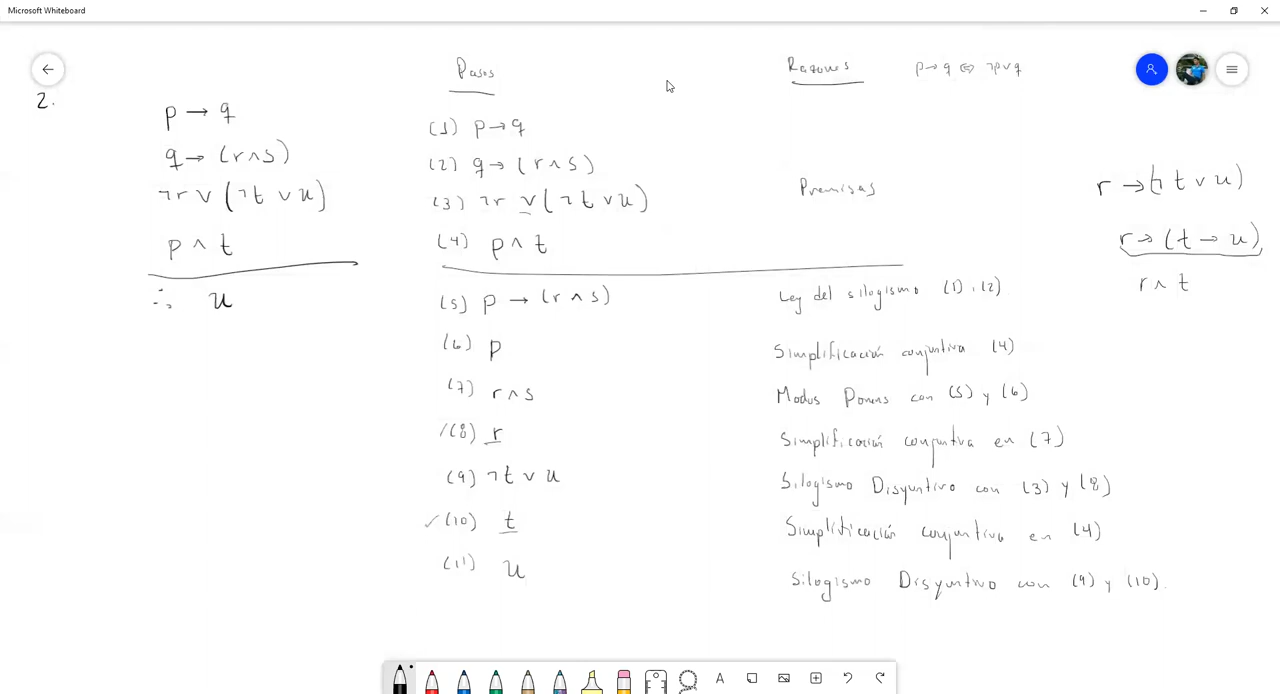 Microsoft Whiteboard
Pasos
Razones
p → q ⇔ ¬p ∨ q
2.
p → q
q → (r ∧ s)
¬r ∨ (¬t ∨ u)
p ∧ t
∴ u
(1) p → q
(2) q → (r ∧ s)
(3) ¬r ∨ (¬t ∨ u)
(4) p ∧ t
Premisas
(5) p → (r ∧ s) Ley del silogismo (1), (2)
(6) p Simplificación conjuntiva (4)
(7) r ∧ s Modus Ponens con (5) y (6)
(8) r Simplificación conjuntiva en (7)
(9) ¬t ∨ u Silogismo Disyuntivo con (3) y (8)
✓(10) t Simplificación conjuntiva en (4)
(11) u Silogismo Disyuntivo con (9) y (10).
r → (¬t ∨ u)
r → (t → u)
r ∧ t
A